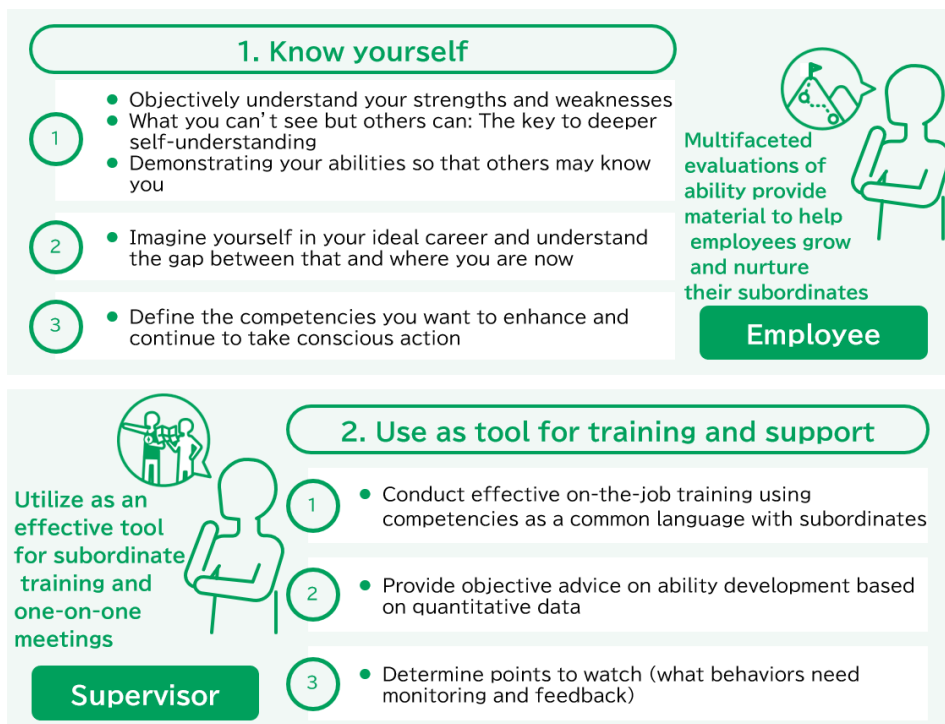 1. Know yourself
1
● Objectively understand your strengths and weaknesses
● What you can't see but others can: The key to deeper
self-understanding
● Demonstrating your abilities so that others may know
you
2
● Imagine yourself in your ideal career and understand
the gap between that and where you are now
3
● Define the competencies you want to enhance and
continue to take conscious action
Multifaceted
evaluations of
ability provide
material to help
employees grow
and nurture
their subordinates
Employee
Utilize as an
effective tool
for subordinate
training and
one-on-one
meetings
Supervisor
2. Use as tool for training and support
1
● Conduct effective on-the-job training using
competencies as a common language with subordinates
2
● Provide objective advice on ability development based
on quantitative data
3
● Determine points to watch (what behaviors need
monitoring and feedback)